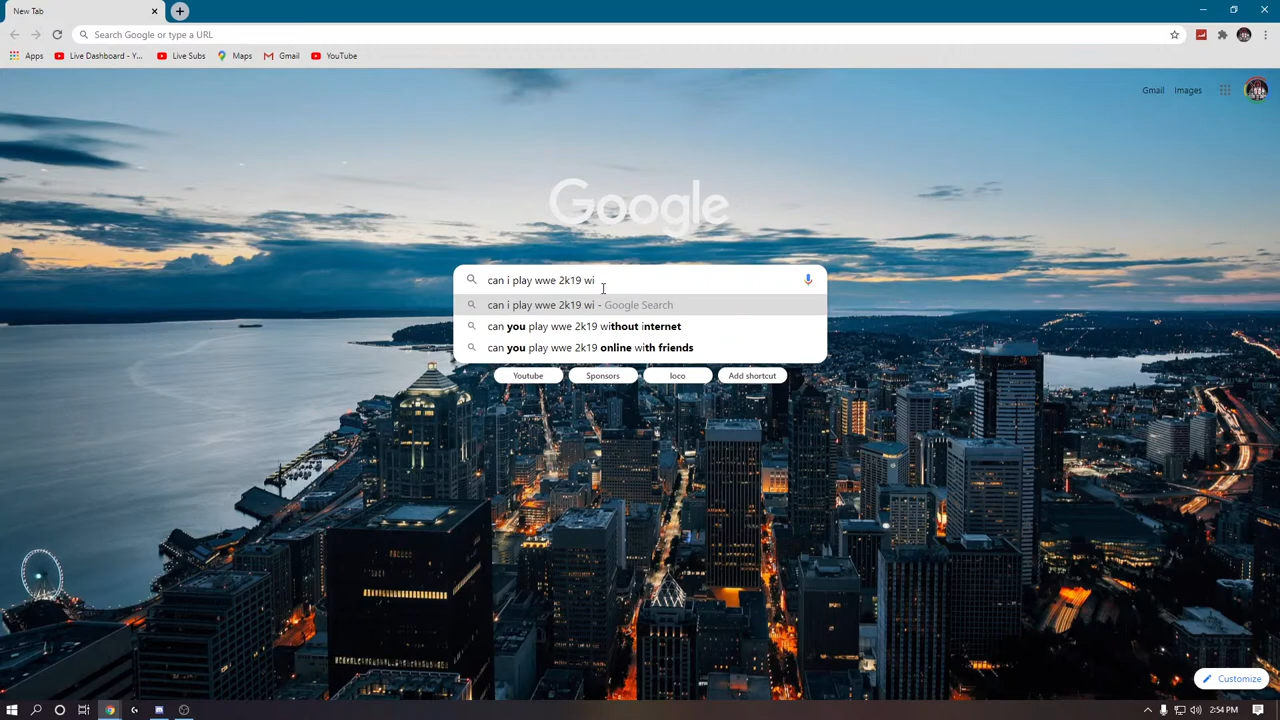 New Tab
Search Google or type a URL
Apps
Live Dashboard - Y...
Live Subs
Maps
Gmail
YouTube
Gmail
Images
Google
can i play wwe 2k19 wi
can i play wwe 2k19 wi - Google Search
can you play wwe 2k19 without internet
can you play wwe 2k19 online with friends
Youtube
Sponsors
loco
Add shortcut
Customize
2:54 PM